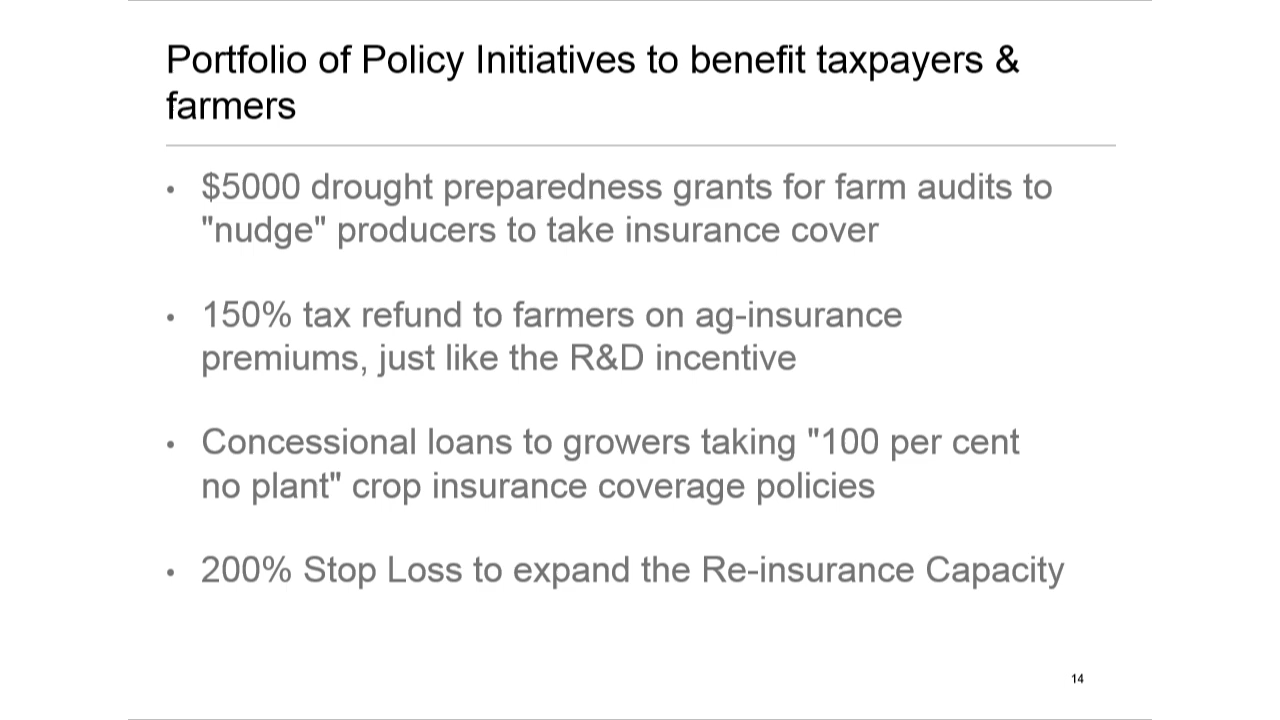 Portfolio of Policy Initiatives to benefit taxpayers &
farmers
• $5000 drought preparedness grants for farm audits to
"nudge" producers to take insurance cover
• 150% tax refund to farmers on ag-insurance
premiums, just like the R&D incentive
• Concessional loans to growers taking "100 per cent
no plant" crop insurance coverage policies
• 200% Stop Loss to expand the Re-insurance Capacity
14